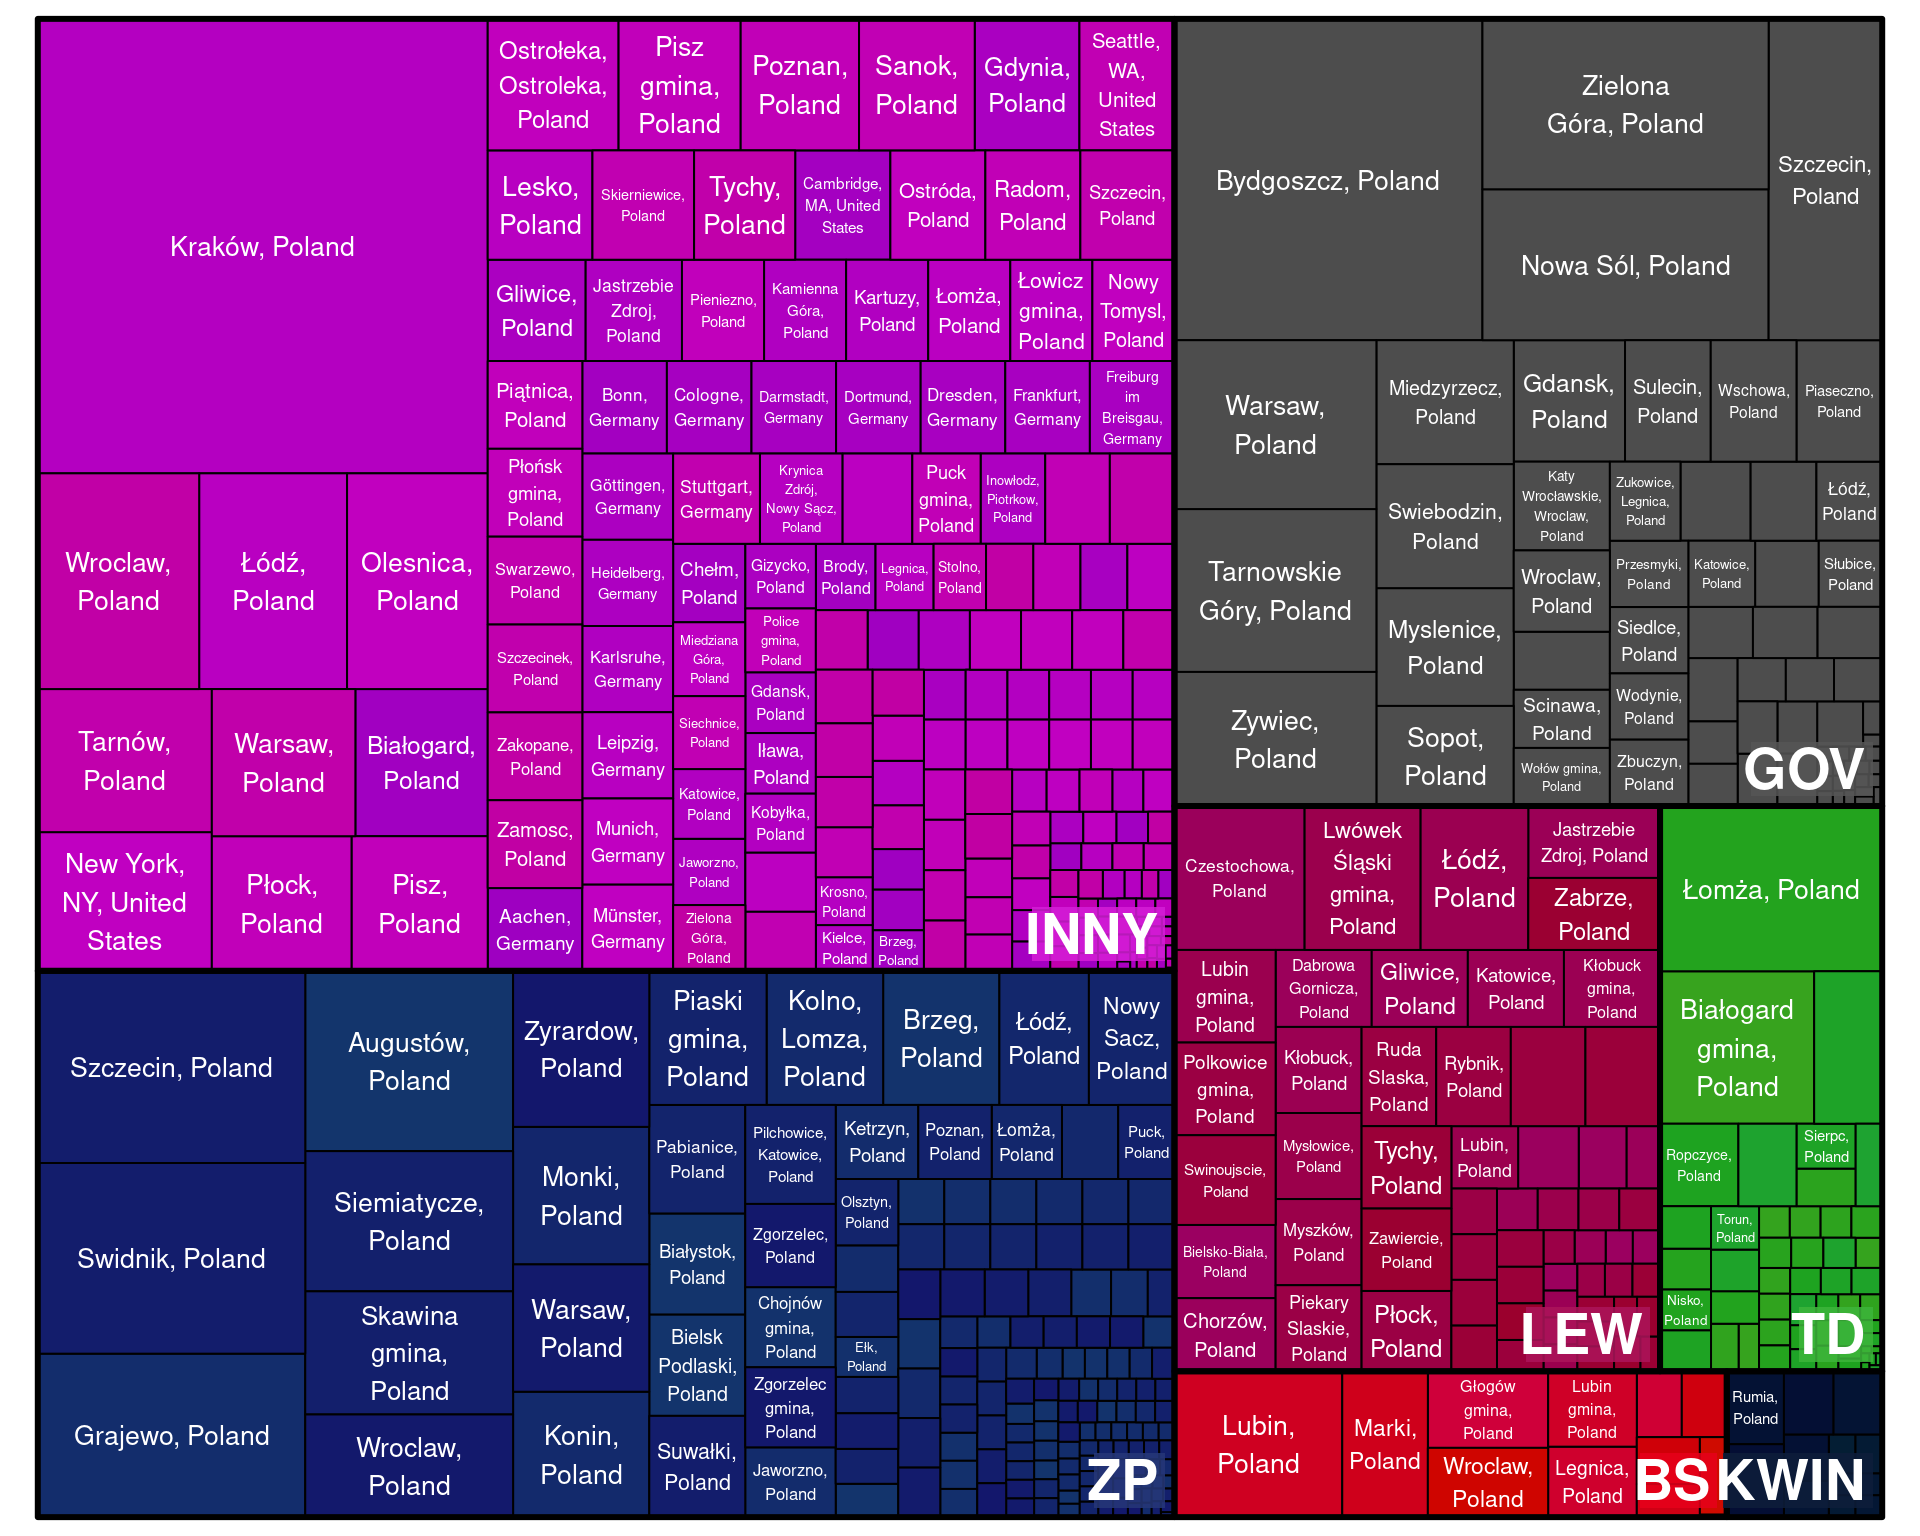 Kraków, Poland
Wroclaw,
Poland
Łódź,
Poland
Olesnica,
Poland
Tarnów,
Poland
Warsaw,
Poland
Białogard,
Poland
New York,
NY, United
States
Płock,
Poland
Pisz,
Poland
Ostrołeka,
Ostroleka,
Poland
Pisz
gmina,
Poland
Poznan,
Poland
Sanok,
Poland
Gdynia,
Poland
Seattle,
WA,
United
States
Lesko,
Poland
Skierniewice,
Poland
Tychy,
Poland
Cambridge,
MA, United
States
Ostróda,
Poland
Radom,
Poland
Szczecin,
Poland
Gliwice,
Poland
Jastrzebie
Zdroj,
Poland
Pieniezno,
Poland
Kamienna
Góra,
Poland
Kartuzy,
Poland
Łomża,
Poland
Łowicz
gmina,
Poland
Nowy
Tomysl,
Poland
Piątnica,
Poland
Bonn,
Germany
Cologne,
Germany
Darmstadt,
Germany
Dortmund,
Germany
Dresden,
Germany
Frankfurt,
Germany
Freiburg
im
Breisgau,
Germany
Płońsk
gmina,
Poland
Göttingen,
Germany
Stuttgart,
Germany
Krynica
Zdrój,
Nowy Sącz,
Poland
Puck
gmina,
Poland
Inowłodz,
Piotrkow,
Poland
Swarzewo,
Poland
Heidelberg,
Germany
Chełm,
Poland
Gizycko,
Poland
Brody,
Poland
Legnica,
Poland
Stolno,
Poland
Szczecinek,
Poland
Karlsruhe,
Germany
Miedziana
Góra,
Poland
Police
gmina,
Poland
Gdansk,
Poland
Zakopane,
Poland
Leipzig,
Germany
Siechnice,
Poland
Iława,
Poland
Zamosc,
Poland
Munich,
Germany
Katowice,
Poland
Kobyłka,
Poland
Jaworzno,
Poland
Aachen,
Germany
Münster,
Germany
Zielona
Góra,
Poland
Krosno,
Poland
Kielce,
Poland
Brzeg,
Poland
INNY
Bydgoszcz, Poland
Zielona
Góra, Poland
Nowa Sól, Poland
Szczecin,
Poland
Warsaw,
Poland
Tarnowskie
Góry, Poland
Zywiec,
Poland
Miedzyrzecz,
Poland
Swiebodzin,
Poland
Myslenice,
Poland
Sopot,
Poland
Gdansk,
Poland
Sulecin,
Poland
Wschowa,
Poland
Piaseczno,
Poland
Katy
Wrocławskie,
Wroclaw,
Poland
Zukowice,
Legnica,
Poland
Łódź,
Poland
Wroclaw,
Poland
Przesmyki,
Poland
Katowice,
Poland
Słubice,
Poland
Siedlce,
Poland
Scinawa,
Poland
Wodynie,
Poland
Wołów gmina,
Poland
Zbuczyn,
Poland
GOV
Szczecin, Poland
Swidnik, Poland
Grajewo, Poland
Augustów,
Poland
Siemiatycze,
Poland
Skawina
gmina,
Poland
Wroclaw,
Poland
Zyrardow,
Poland
Monki,
Poland
Warsaw,
Poland
Konin,
Poland
Piaski
gmina,
Poland
Kolno,
Lomza,
Poland
Brzeg,
Poland
Łódź,
Poland
Nowy
Sacz,
Poland
Pabianice,
Poland
Pilchowice,
Katowice,
Poland
Ketrzyn,
Poland
Poznan,
Poland
Łomża,
Poland
Puck,
Poland
Białystok,
Poland
Zgorzelec,
Poland
Olsztyn,
Poland
Bielsk
Podlaski,
Poland
Chojnów
gmina,
Poland
Ełk,
Poland
Suwałki,
Poland
Zgorzelec
gmina,
Poland
Jaworzno,
Poland
ZP
Czestochowa,
Poland
Lwówek
Śląski
gmina,
Poland
Łódź,
Poland
Jastrzebie
Zdroj, Poland
Zabrze,
Poland
Lubin
gmina,
Poland
Dabrowa
Gornicza,
Poland
Gliwice,
Poland
Katowice,
Poland
Kłobuck
gmina,
Poland
Polkowice
gmina,
Poland
Kłobuck,
Poland
Ruda
Slaska,
Poland
Rybnik,
Poland
Swinoujscie,
Poland
Mysłowice,
Poland
Tychy,
Poland
Lubin,
Poland
Bielsko-Biała,
Poland
Myszków,
Poland
Zawiercie,
Poland
Chorzów,
Poland
Piekary
Slaskie,
Poland
Płock,
Poland
LEW
Łomża, Poland
Białogard
gmina,
Poland
Ropczyce,
Poland
Sierpc,
Poland
Torun,
Poland
Nisko,
Poland
TD
Lubin,
Poland
Marki,
Poland
Głogów
gmina,
Poland
Wroclaw,
Poland
Lubin
gmina,
Poland
Legnica,
Poland
BS
Rumia,
Poland
KWIN